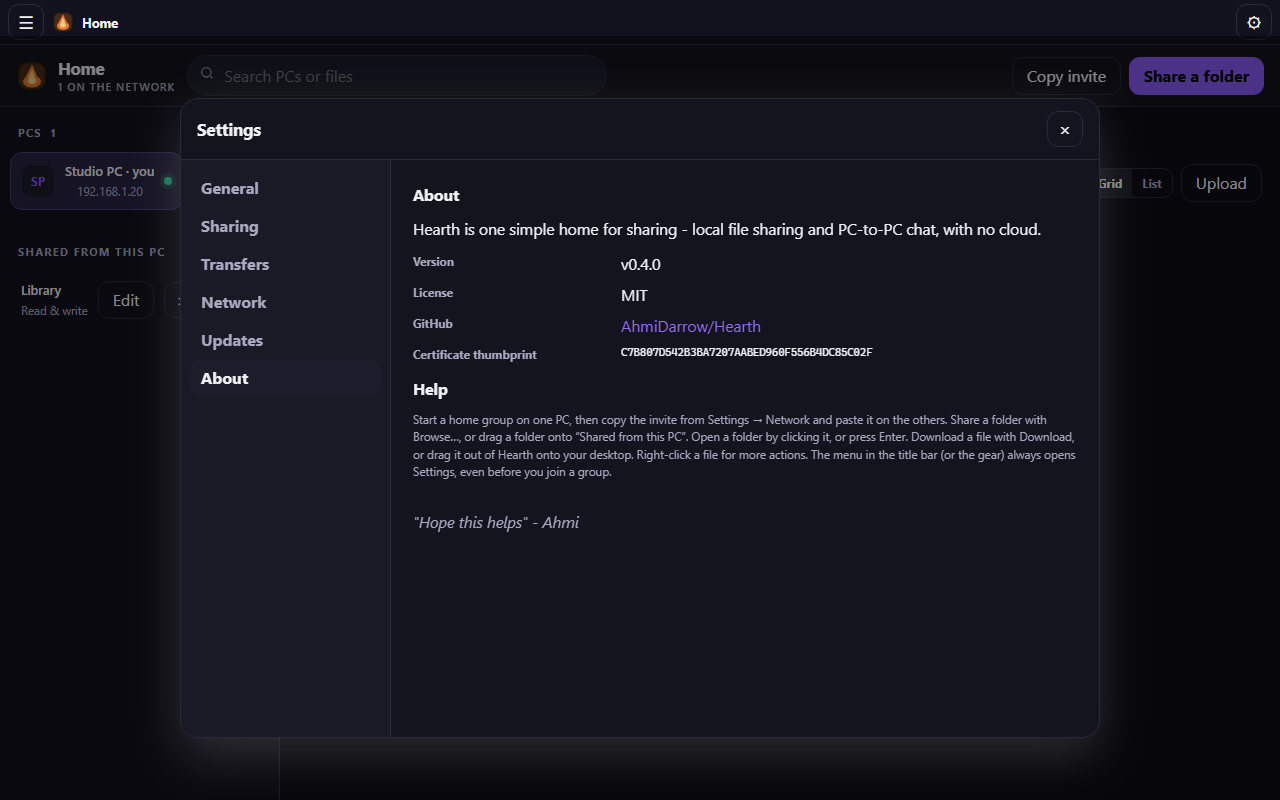 Home
Home
1 ON THE NETWORK
Search PCs or files
Copy invite
Share a folder
PCS 1
SP
Studio PC · you
192.168.1.20
SHARED FROM THIS PC
Library
Read & write
Edit
Grid
List
Upload
Settings
×
General
Sharing
Transfers
Network
Updates
About
About
Hearth is one simple home for sharing - local file sharing and PC-to-PC chat, with no cloud.
Version
v0.4.0
License
MIT
GitHub
AhmiDarrow/Hearth
Certificate thumbprint
C7B807D542B3BA7207AABED960F556B4DC85C02F
Help
Start a home group on one PC, then copy the invite from Settings → Network and paste it on the others. Share a folder with
Browse…, or drag a folder onto “Shared from this PC”. Open a folder by clicking it, or press Enter. Download a file with Download,
or drag it out of Hearth onto your desktop. Right-click a file for more actions. The menu in the title bar (or the gear) always opens
Settings, even before you join a group.
"Hope this helps" - Ahmi